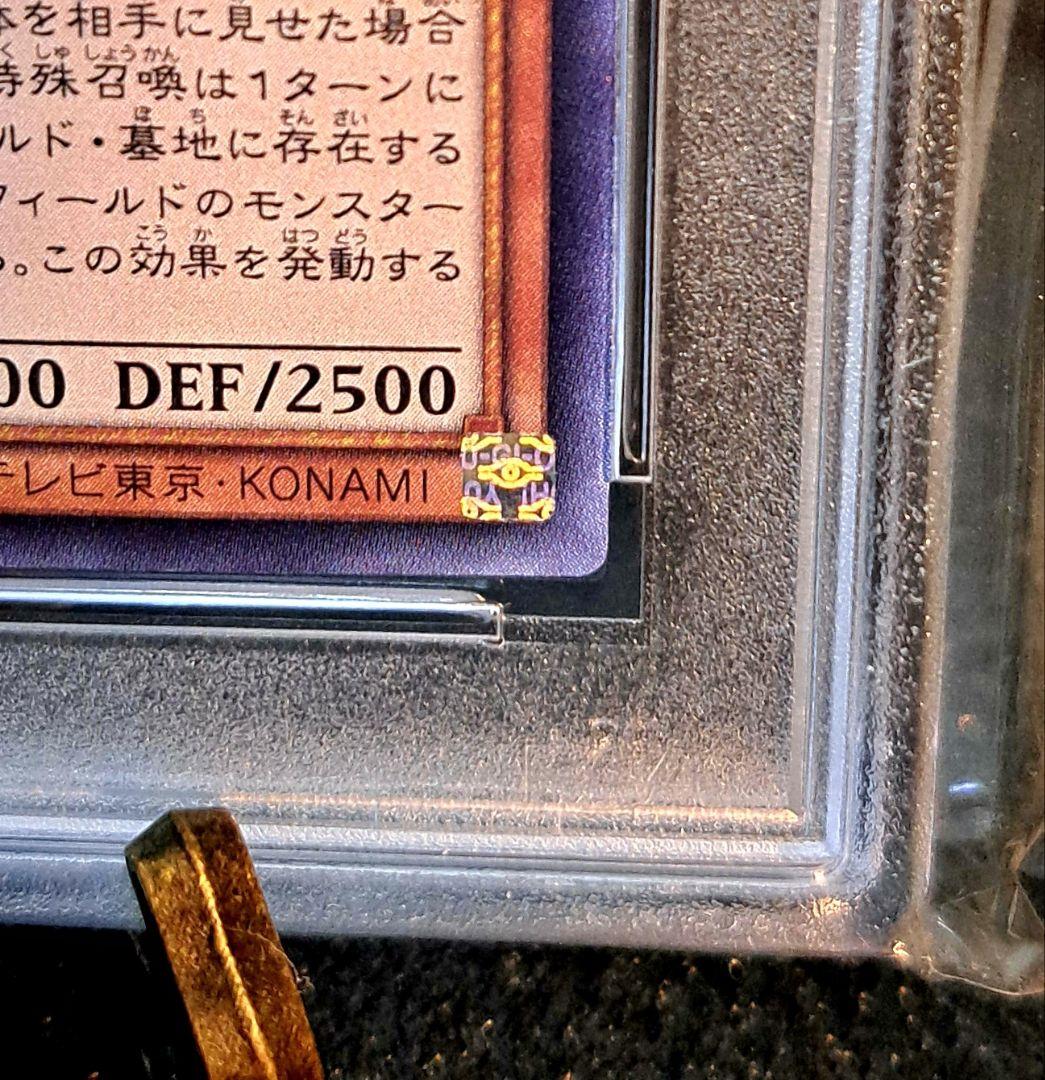 を相手に見せた場合
特殊召喚は1ターンに
ルド・墓地に存在する
フィールドのモンスター
。この効果を発動する
00 DEF/2500
テレビ東京・KONAMI